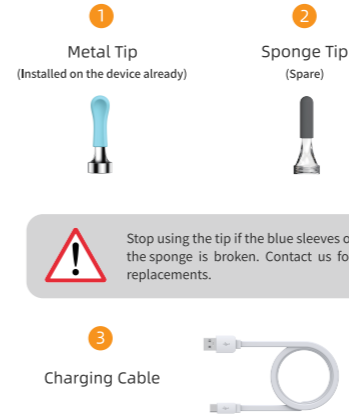 1
2
Metal Tip
Sponge Tip
(Installed on the device already)
(Spare)
Stop using the tip if the blue sleeves o
the sponge is broken. Contact us fo
replacements.
3
Charging Cable